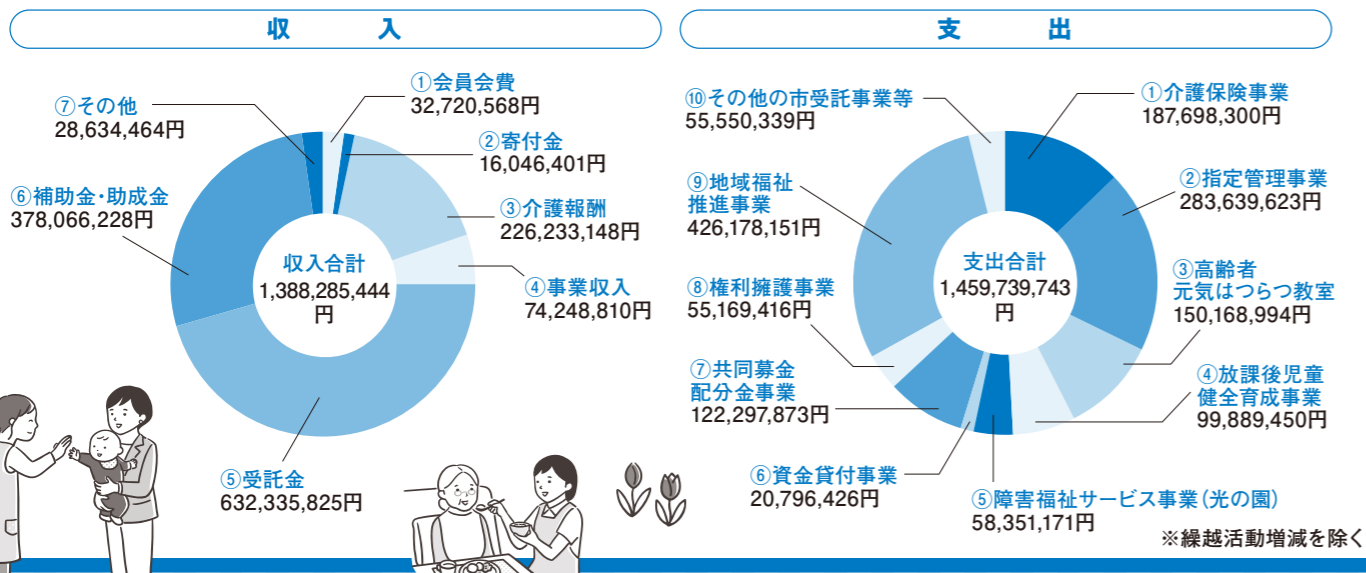 収入
①会員会費
32,720,568円
②寄付金
16,046,401円
③介護報酬
226,233,148円
④事業収入
74,248,810円
⑤受託金
632,335,825円
⑥補助金・助成金
378,066,228円
⑦その他
28,634,464円
収入合計
1,388,285,444
円
支出
①介護保険事業
187,698,300円
②指定管理事業
283,639,623円
③高齢者
元気はつらつ教室
150,168,994円
④放課後児童
健全育成事業
99,889,450円
⑤障害福祉サービス事業（光の園）
58,351,171円
⑥資金貸付事業
20,796,426円
⑦共同募金
配分金事業
122,297,873円
⑧権利擁護事業
55,169,416円
⑨地域福祉
推進事業
426,178,151円
⑩その他の市受託事業等
55,550,339円
支出合計
1,459,739,743
円
※繰越活動増減を除く